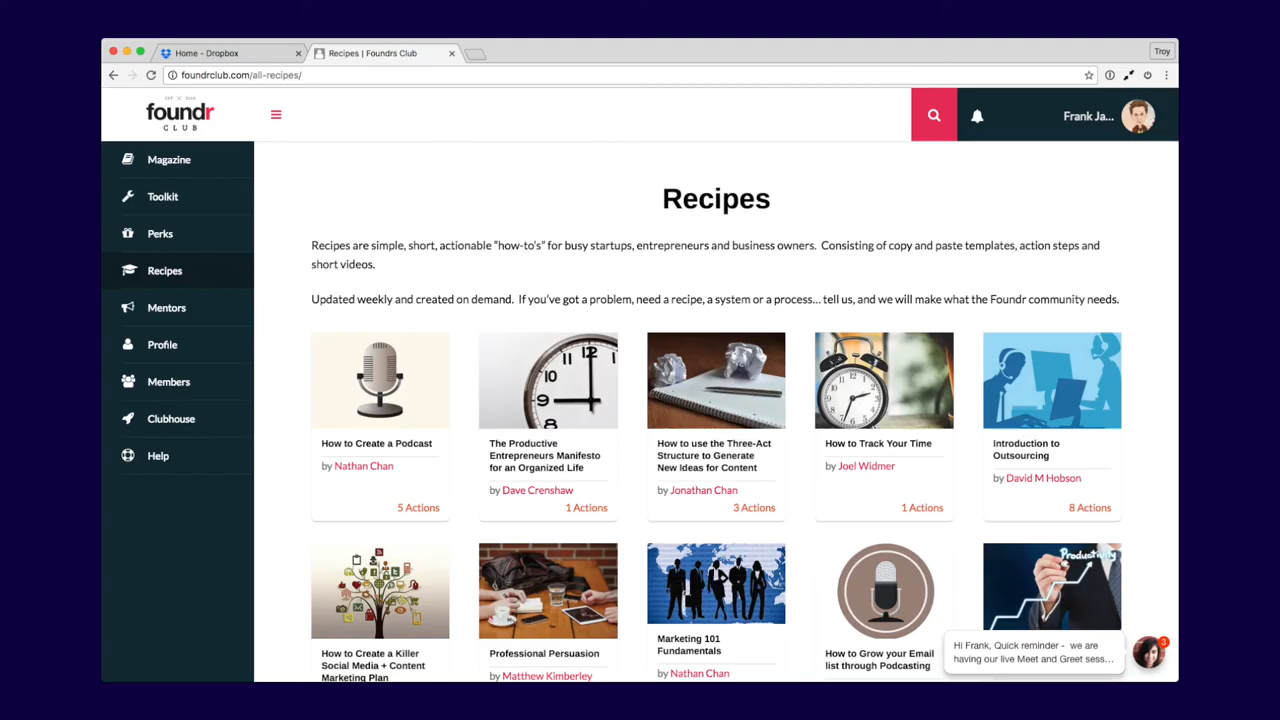 Home - Dropbox
Recipes | Foundrs Club
Troy
foundrclub.com/all-recipes/
foundr
CLUB
Frank Ja...
Magazine
Toolkit
Perks
Recipes
Mentors
Profile
Members
Clubhouse
Help
Recipes
Recipes are simple, short, actionable “how-to’s” for busy startups, entrepreneurs and business owners. Consisting of copy and paste templates, action steps and
short videos.
Updated weekly and created on demand. If you’ve got a problem, need a recipe, a system or a process… tell us, and we will make what the Foundr community needs.
How to Create a Podcast
by Nathan Chan
5 Actions
12
11
10
9
8
The Productive
Entrepreneurs Manifesto
for an Organized Life
by Dave Crenshaw
1 Actions
How to use the Three-Act
Structure to Generate
New Ideas for Content
by Jonathan Chan
3 Actions
How to Track Your Time
by Joel Widmer
1 Actions
Introduction to
Outsourcing
by David M Hobson
8 Actions
How to Create a Killer
Social Media + Content
Marketing Plan
Professional Persuasion
by Matthew Kimberley
Marketing 101
Fundamentals
by Nathan Chan
How to Grow your Email
list through Podcasting
Productivity
Hi Frank, Quick reminder - we are
having our live Meet and Greet sess...
3